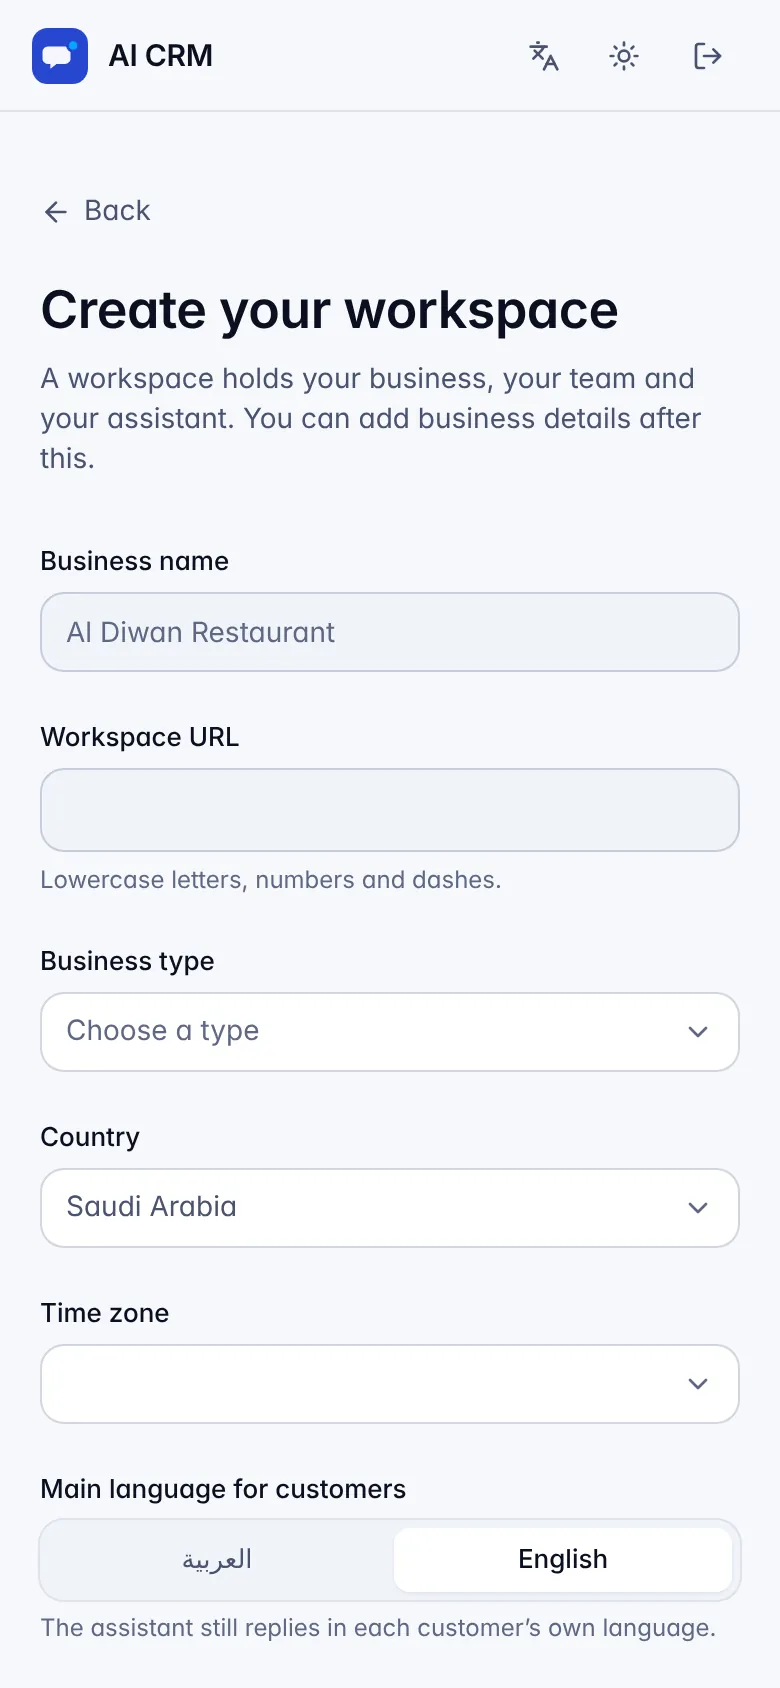 AI CRM
Back
Create your workspace
A workspace holds your business, your team and
your assistant. You can add business details after
this.
Business name
Al Diwan Restaurant
Workspace URL
Lowercase letters, numbers and dashes.
Business type
Choose a type
Country
Saudi Arabia
Time zone
Main language for customers
العربية
English
The assistant still replies in each customer’s own language.